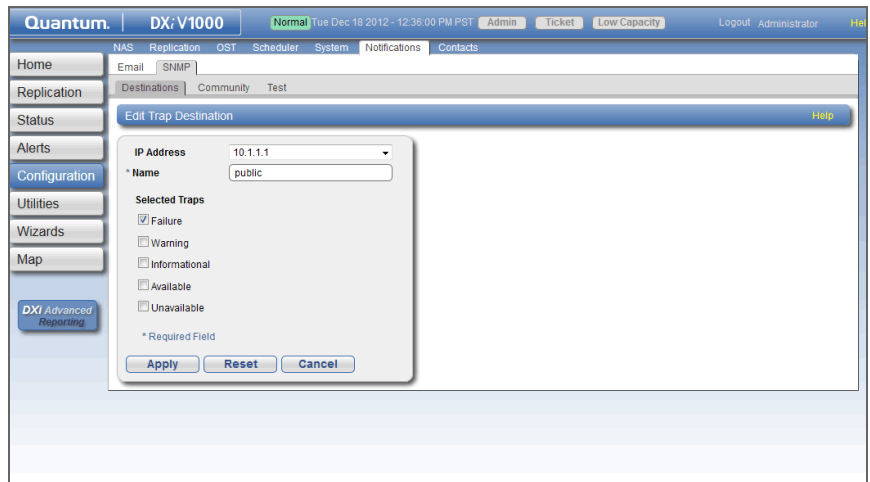 Quantum. DXi V1000 Normal Tue Dec 18 2012 - 12:36:00 PM PST Admin Ticket Low Capacity Logout Administrator Hel
NAS Replication OST Scheduler System Notifications Contacts
Home
Email SNMP
Replication
Destinations Community Test
Status
Edit Trap Destination Help
Alerts
IP Address 10.1.1.1
Configuration
* Name public
Utilities
Selected Traps
Failure
Wizards
Warning
Map
Informational
Available
Unavailable
DXi Advanced
Reporting
* Required Field
Apply Reset Cancel